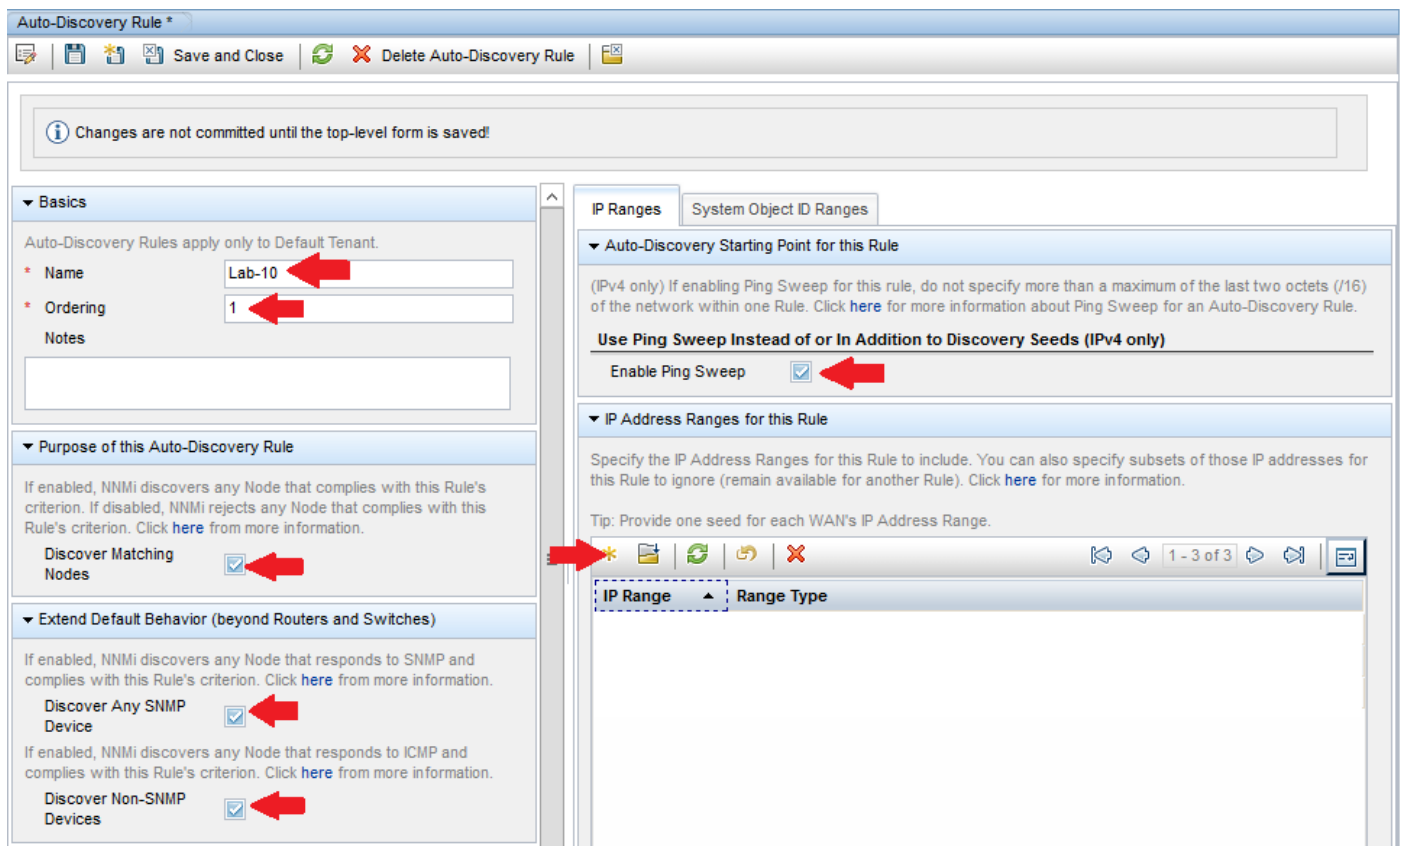 Auto-Discovery Rule *
Save and Close
Delete Auto-Discovery Rule
Changes are not committed until the top-level form is saved!
Basics
Auto-Discovery Rules apply only to Default Tenant.
* Name
Lab-10
* Ordering
1
Notes
Purpose of this Auto-Discovery Rule
If enabled, NNMi discovers any Node that complies with this Rule's
criterion. If disabled, NNMi rejects any Node that complies with this
Rule's criterion. Click here from more information.
Discover Matching
Nodes
Extend Default Behavior (beyond Routers and Switches)
If enabled, NNMi discovers any Node that responds to SNMP and
complies with this Rule's criterion. Click here from more information.
Discover Any SNMP
Device
If enabled, NNMi discovers any Node that responds to ICMP and
complies with this Rule's criterion. Click here from more information.
Discover Non-SNMP
Devices
IP Ranges
System Object ID Ranges
Auto-Discovery Starting Point for this Rule
(IPv4 only) If enabling Ping Sweep for this rule, do not specify more than a maximum of the last two octets (/16)
of the network within one Rule. Click here for more information about Ping Sweep for an Auto-Discovery Rule.
Use Ping Sweep Instead of or In Addition to Discovery Seeds (IPv4 only)
Enable Ping Sweep
IP Address Ranges for this Rule
Specify the IP Address Ranges for this Rule to include. You can also specify subsets of those IP addresses for
this Rule to ignore (remain available for another Rule). Click here for more information.
Tip: Provide one seed for each WAN's IP Address Range.
1 - 3 of 3
IP Range
Range Type